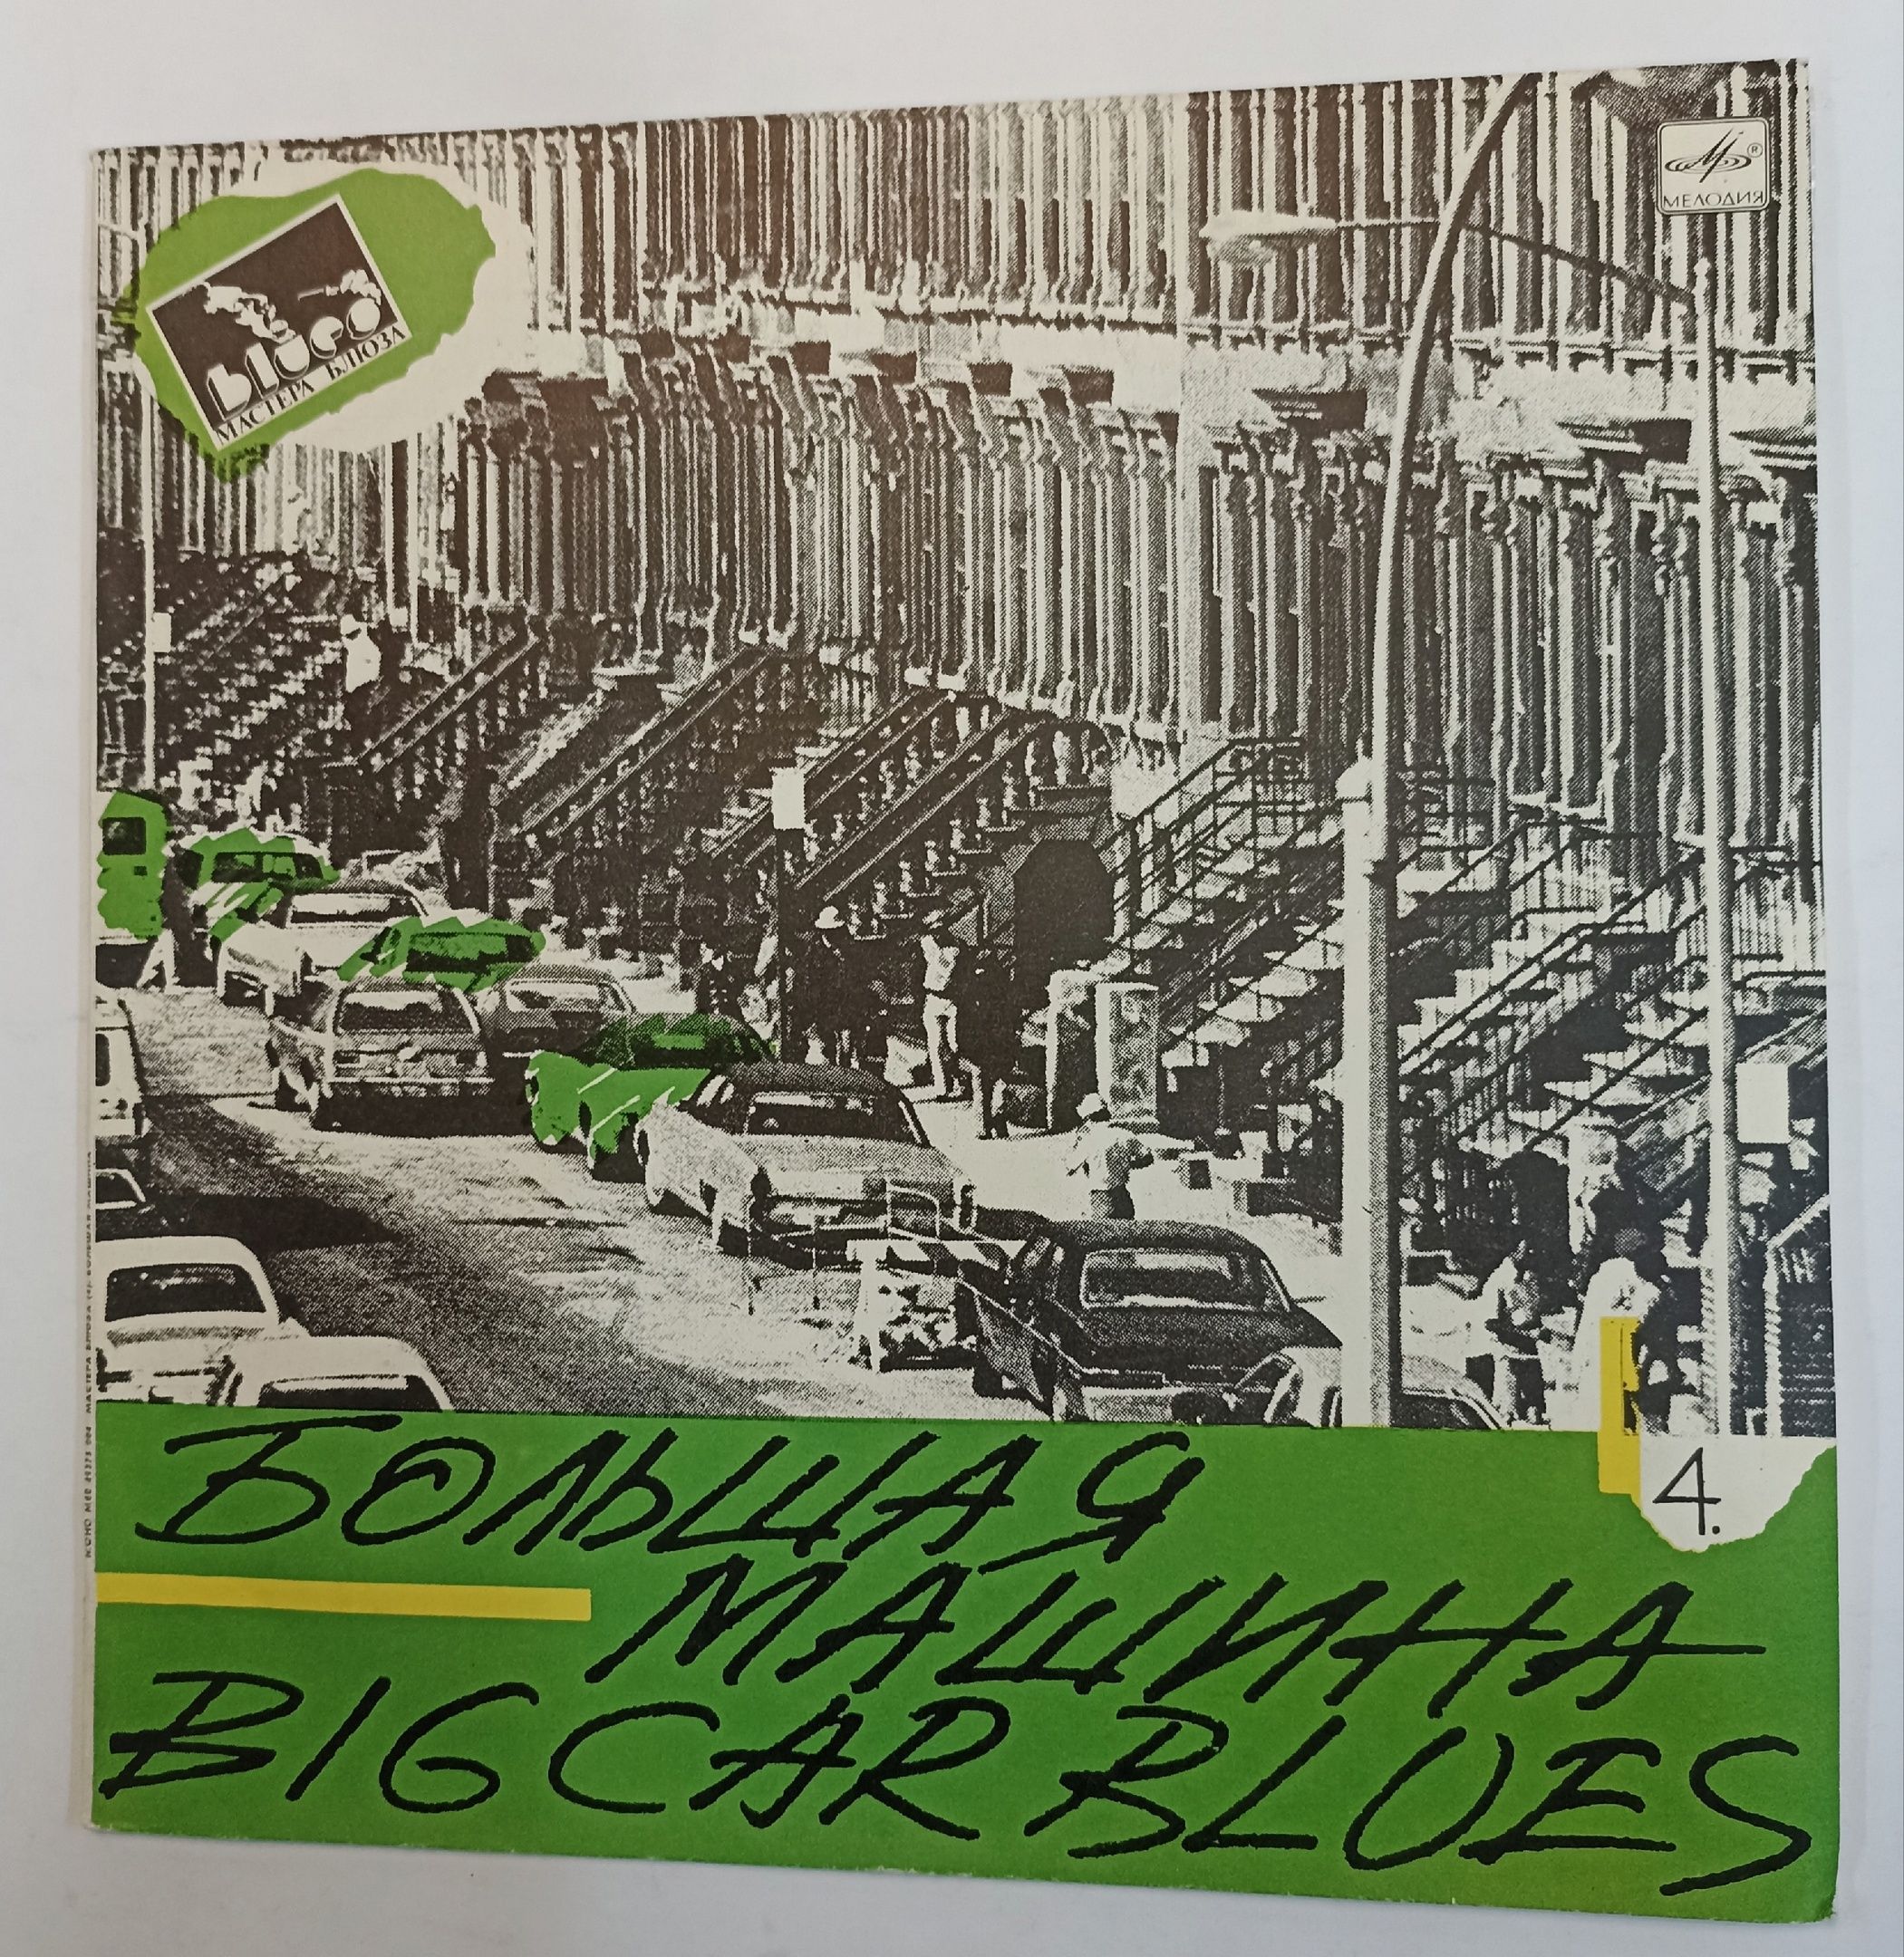 blues
МАСТЕРА БЛЮЗА
М
®
МЕЛОДИЯ
4.
БОЛЬШАЯ
МАШИНА
BIG CAR BLUES